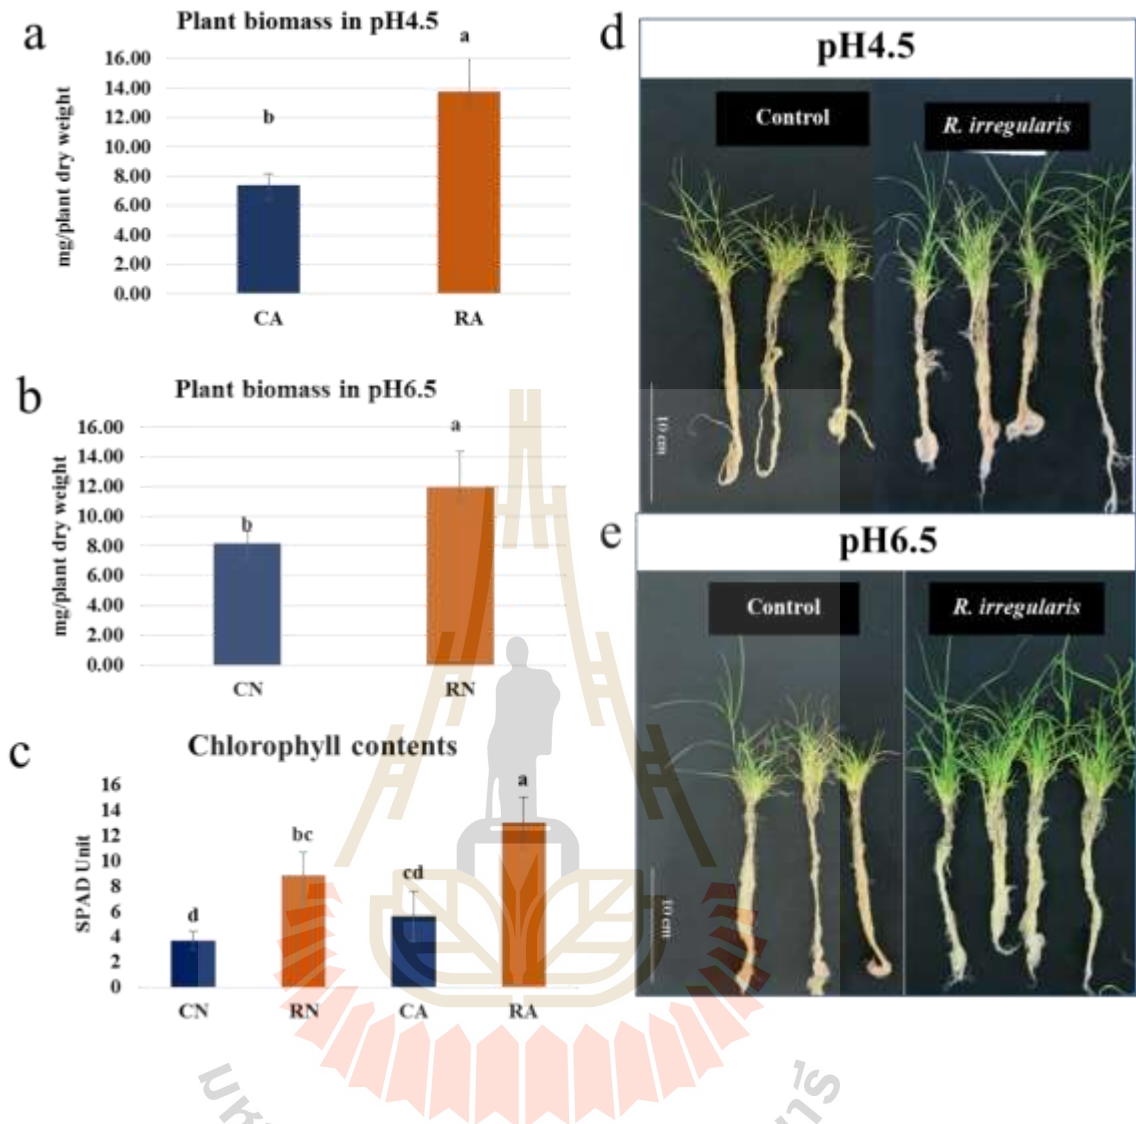 a
Plant biomass in pH4.5
mg/plant dry weight
16.00
14.00
12.00
10.00
8.00
6.00
4.00
2.00
0.00
b
a
CA
RA
b
Plant biomass in pH6.5
mg/plant dry weight
16.00
14.00
12.00
10.00
8.00
6.00
4.00
2.00
0.00
b
a
CN
RN
c
Chlorophyll contents
SPAD Unit
16
14
12
10
8
6
4
2
0
d
bc
cd
a
CN
RN
CA
RA
d
pH4.5
Control
R. irregularis
10 cm
e
pH6.5
Control
R. irregularis
10 cm